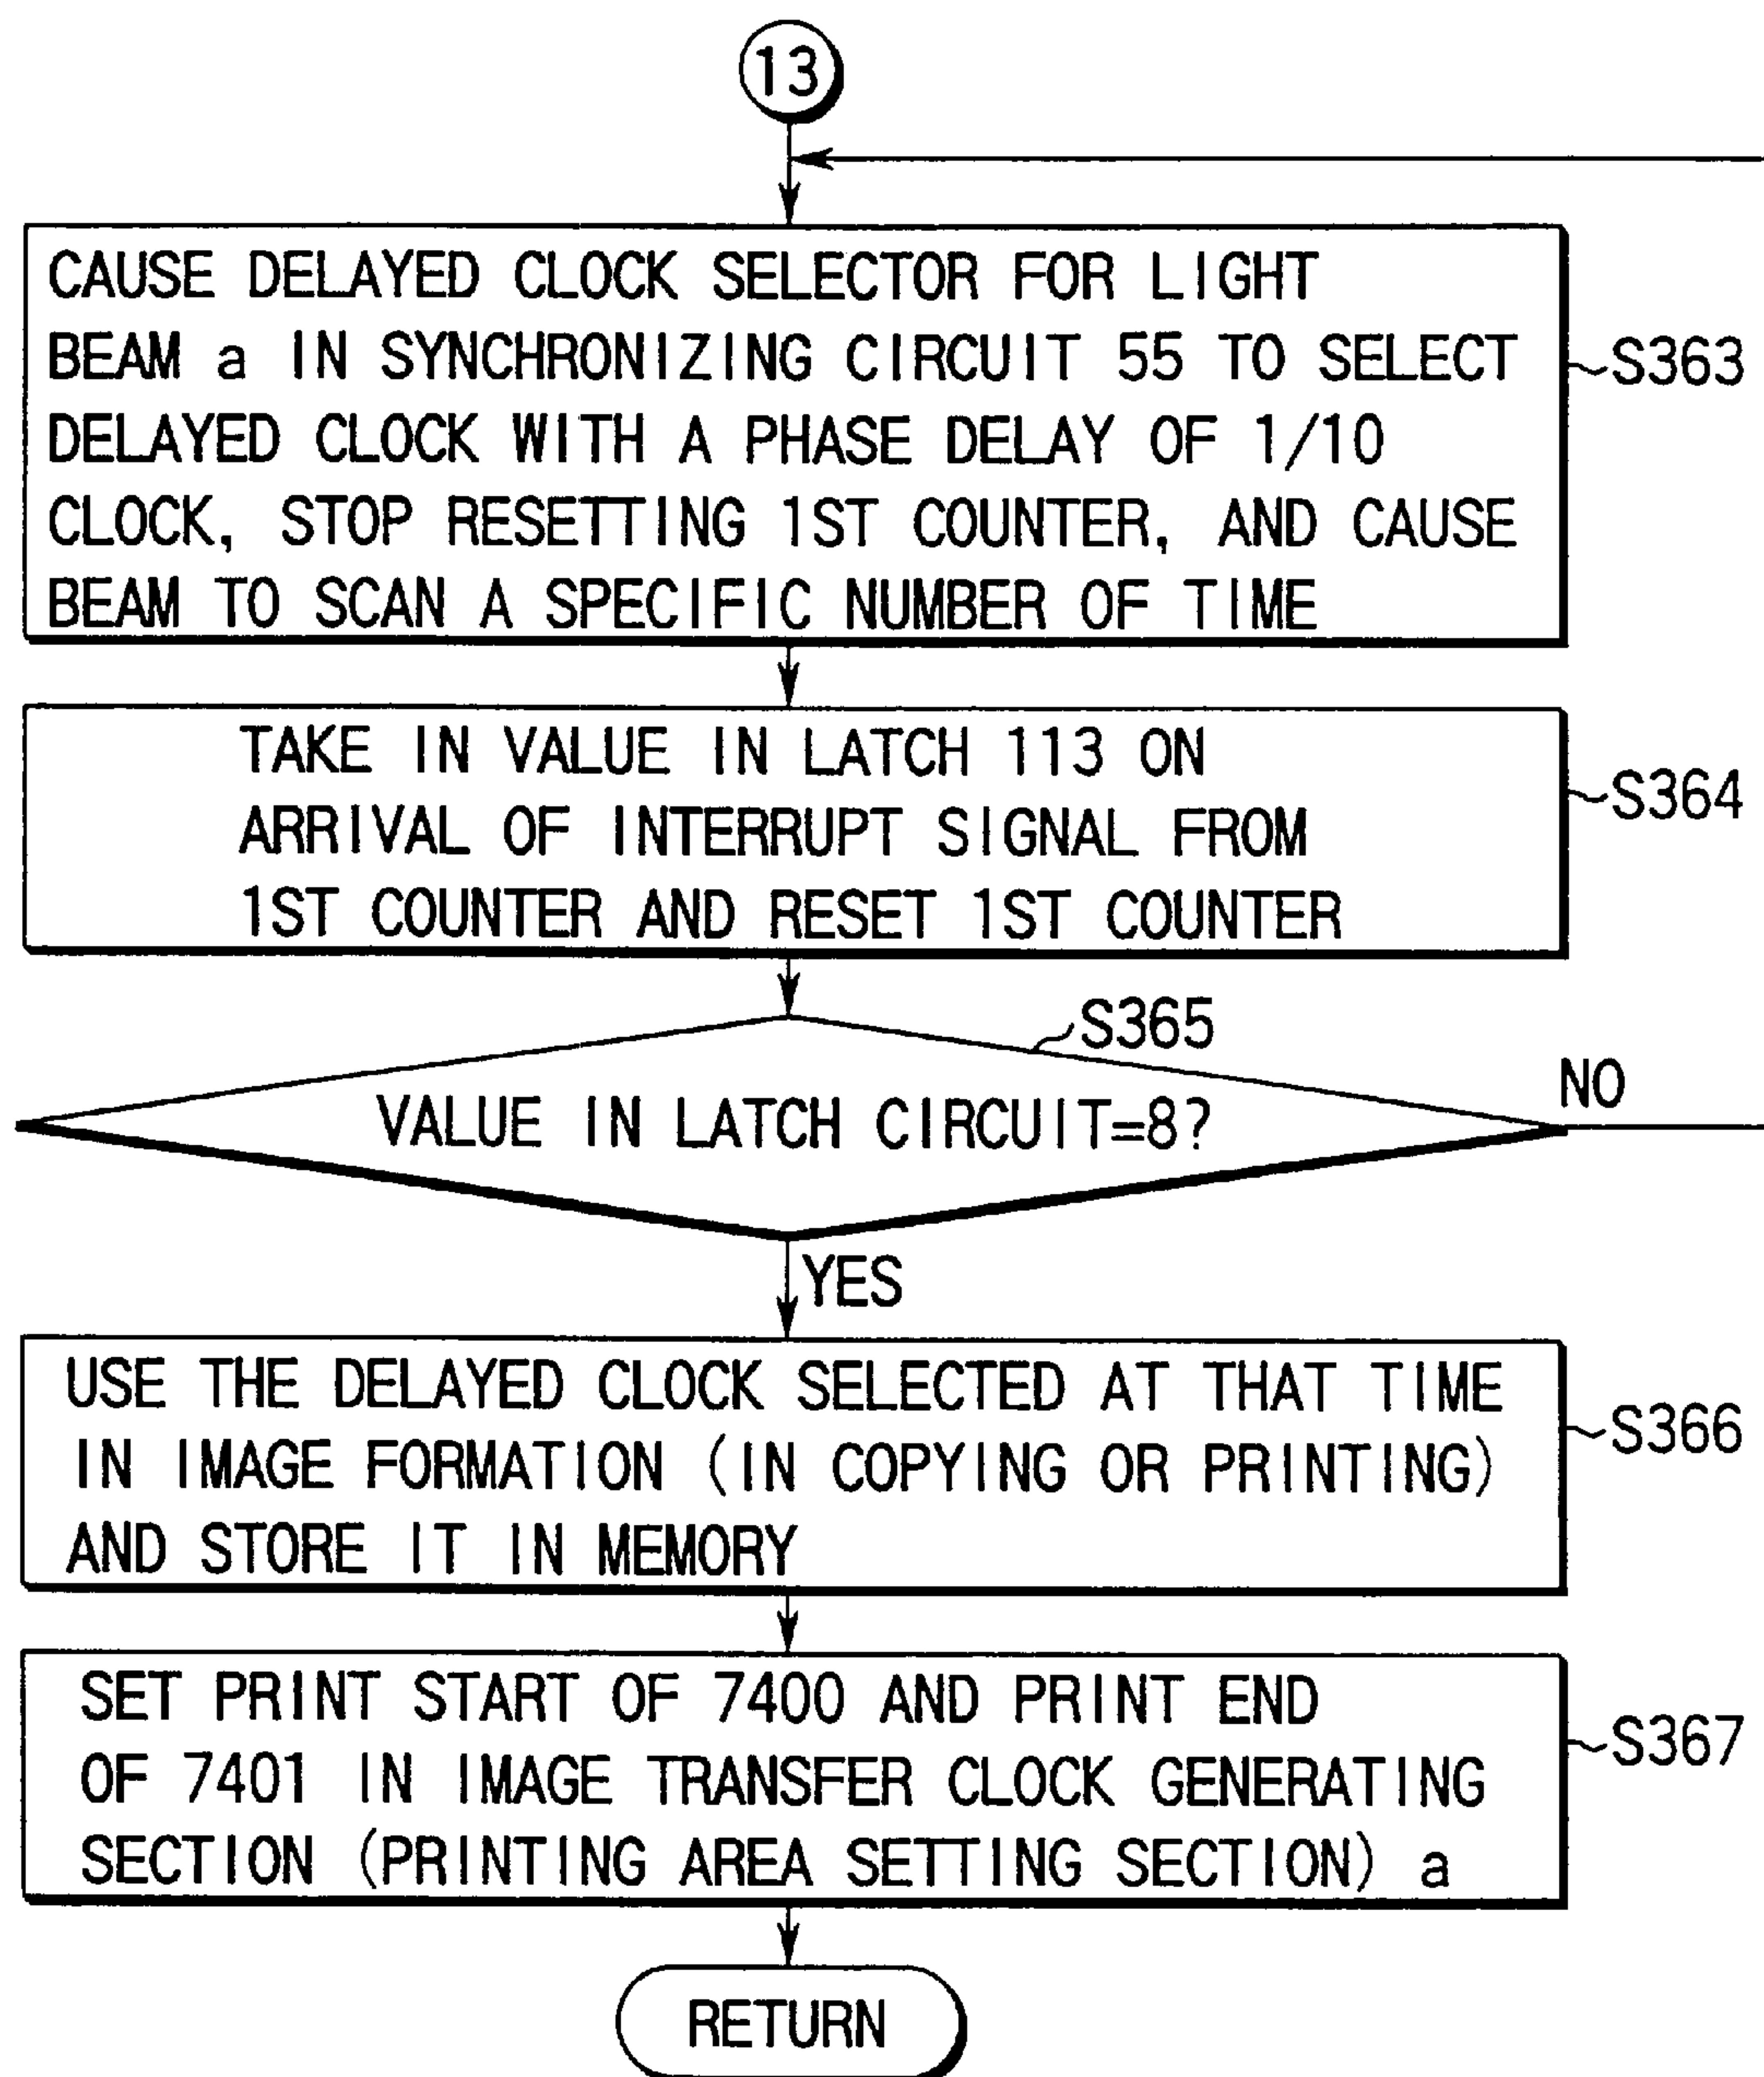 13
CAUSE DELAYED CLOCK SELECTOR FOR LIGHT
BEAM a IN SYNCHRONIZING CIRCUIT 55 TO SELECT
DELAYED CLOCK WITH A PHASE DELAY OF 1/10
CLOCK, STOP RESETTING 1ST COUNTER, AND CAUSE
BEAM TO SCAN A SPECIFIC NUMBER OF TIME
S363
TAKE IN VALUE IN LATCH 113 ON
ARRIVAL OF INTERRUPT SIGNAL FROM
1ST COUNTER AND RESET 1ST COUNTER
S364
S365
VALUE IN LATCH CIRCUIT=8?
NO
YES
USE THE DELAYED CLOCK SELECTED AT THAT TIME
IN IMAGE FORMATION (IN COPYING OR PRINTING)
AND STORE IT IN MEMORY
S366
SET PRINT START OF 7400 AND PRINT END
OF 7401 IN IMAGE TRANSFER CLOCK GENERATING
SECTION (PRINTING AREA SETTING SECTION) a
S367
RETURN